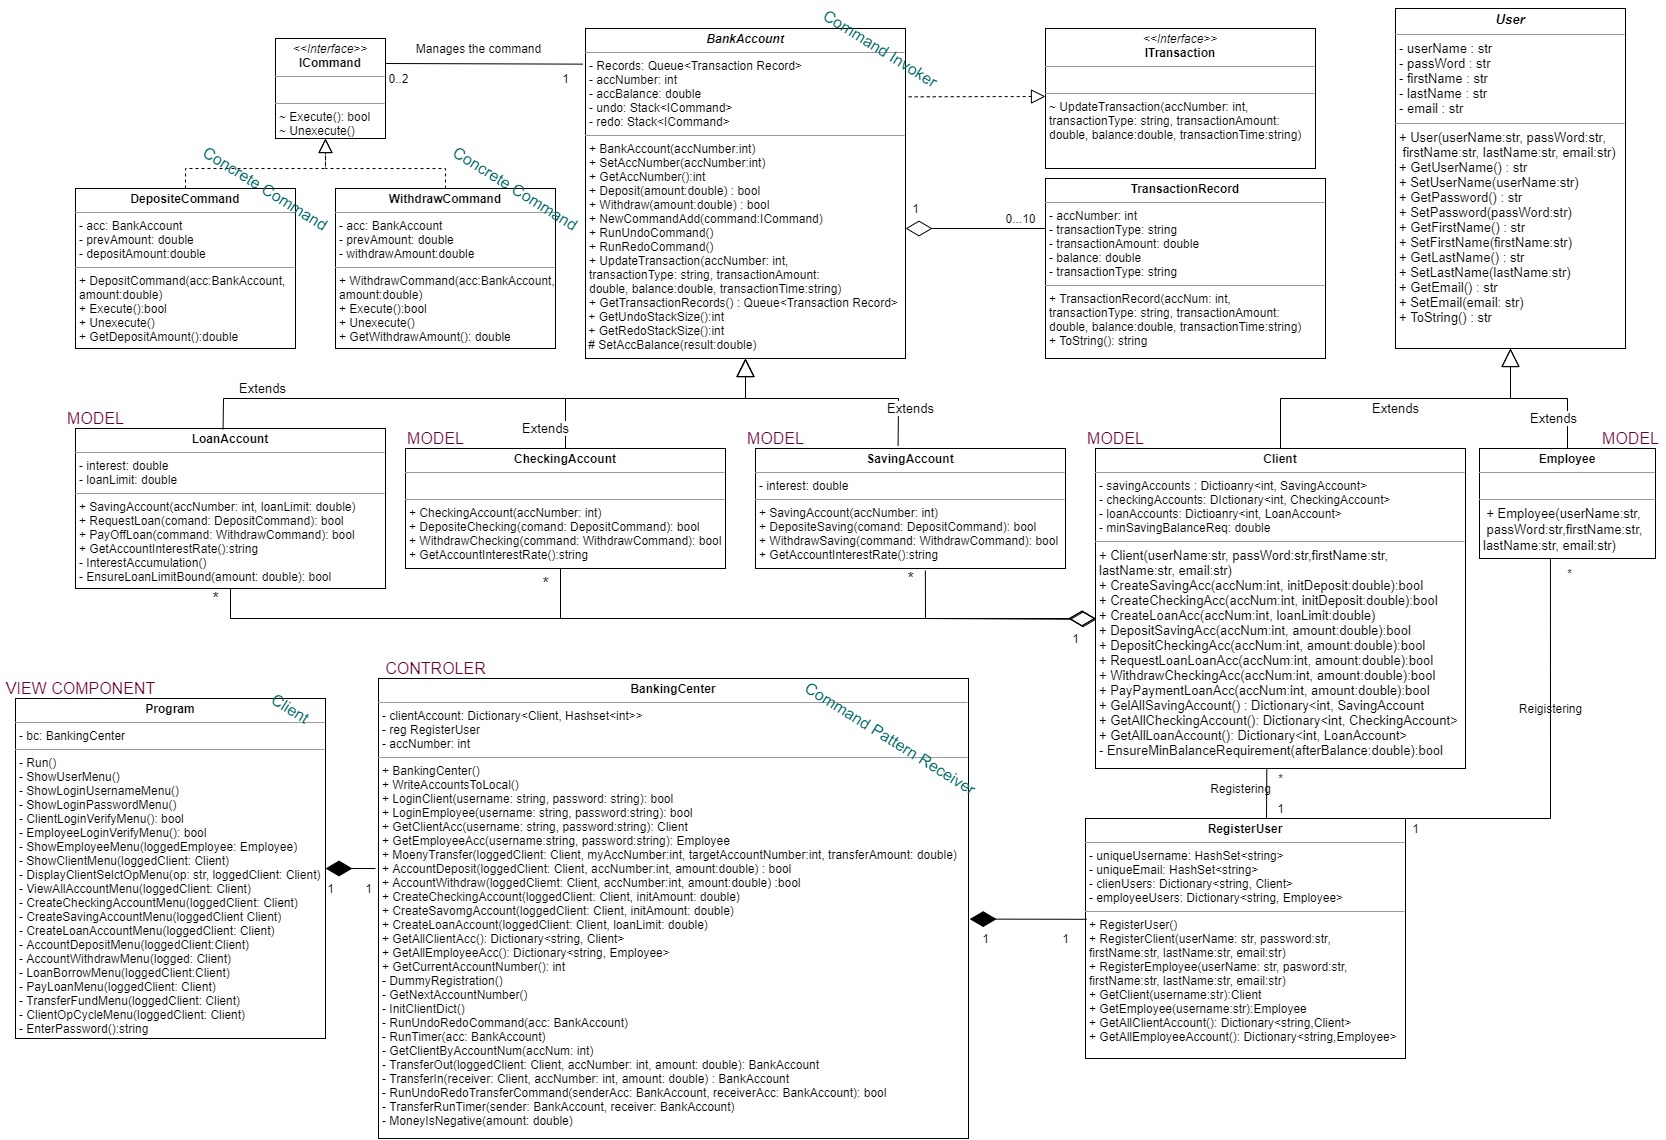 <<Interface>>
ICommand
~ Execute(): bool
~ Unexecute()
Manages the command
0..2
1
BankAccount
- Records: Queue<Transaction Record>
- accNumber: int
- accBalance: double
- undo: Stack<ICommand>
- redo: Stack<ICommand>
+ BankAccount(accNumber:int)
+ SetAccNumber(accNumber:int)
+ GetAccNumber():int
+ Deposit(amount:double) : bool
+ Withdraw(amount:double) : bool
+ NewCommandAdd(command:ICommand)
+ RunUndoCommand()
+ RunRedoCommand()
+ UpdateTransaction(accNumber: int,
transactionType: string, transactionAmount:
double, balance:double, transactionTime:string)
+ GetTransactionRecords() : Queue<Transaction Record>
+ GetUndoStackSize():int
+ GetRedoStackSize():int
# SetAccBalance(result:double)
Command Invoker
<<Interface>>
ITransaction
~ UpdateTransaction(accNumber: int,
transactionType: string, transactionAmount:
double, balance:double, transactionTime:string)
1
0...10
TransactionRecord
- accNumber: int
- transactionType: string
- transactionAmount: double
- balance: double
- transactionType: string
+ TransactionRecord(accNum: int,
transactionType: string, transactionAmount:
double, balance:double, transactionTime:string)
+ ToString(): string
User
- userName : str
- passWord : str
- firstName : str
- lastName : str
- email : str
+ User(userName:str, passWord:str,
firstName:str, lastName:str, email:str)
+ GetUserName() : str
+ SetUserName(userName:str)
+ GetPassword() : str
+ SetPassword(passWord:str)
+ GetFirstName() : str
+ SetFirstName(firstName:str)
+ GetLastName() : str
+ SetLastName(lastName:str)
+ GetEmail() : str
+ SetEmail(email: str)
+ ToString() : str
Concrete Command
DepositeCommand
- acc: BankAccount
- prevAmount: double
- depositAmount:double
+ DepositCommand(acc:BankAccount,
amount:double)
+ Execute():bool
+ Unexecute()
+ GetDepositAmount():double
Concrete Command
WithdrawCommand
- acc: BankAccount
- prevAmount: double
- withdrawAmount:double
+ WithdrawCommand(acc:BankAccount,
amount:double)
+ Execute():bool
+ Unexecute()
+ GetWithdrawAmount(): double
Extends
Extends
Extends
Extends
Extends
MODEL
LoanAccount
- interest: double
- loanLimit: double
+ SavingAccount(accNumber: int, loanLimit: double)
+ RequestLoan(comand: DepositCommand): bool
+ PayOffLoan(command: WithdrawCommand): bool
+ GetAccountInterestRate():string
- InterestAccumulation()
- EnsureLoanLimitBound(amount: double): bool
*
MODEL
CheckingAccount
+ CheckingAccount(accNumber: int)
+ DepositeChecking(comand: DepositCommand): bool
+ WithdrawChecking(command: WithdrawCommand): bool
+ GetAccountInterestRate():string
*
MODEL
SavingAccount
- interest: double
+ SavingAccount(accNumber: int)
+ DepositeSaving(comand: DepositCommand): bool
+ WithdrawSaving(command: WithdrawCommand): bool
+ GetAccountInterestRate():string
*
1
MODEL
Client
- savingAccounts : Dictioanry<int, SavingAccount>
- checkingAccounts: DIctionary<int, CheckingAccount>
- loanAccounts: Dictioanry<int, LoanAccount>
- minSavingBalanceReq: double
+ Client(userName:str, passWord:str,firstName:str,
lastName:str, email:str)
+ CreateSavingAcc(accNum:int, initDeposit:double):bool
+ CreateCheckingAcc(accNum:int, initDeposit:double):bool
+ CreateLoanAcc(accNum:int, loanLimit:double)
+ DepositSavingAcc(accNum:int, amount:double):bool
+ DepositCheckingAcc(accNum:int, amount:double):bool
+ RequestLoanLoanAcc(accNum:int, amount:double):bool
+ WithdrawCheckingAcc(accNum:int, amount:double):bool
+ PayPaymentLoanAcc(accNum:int, amount:double):bool
+ GelAllSavingAccount() : Dictionary<int, SavingAccount
+ GetAllCheckingAccount(): Dictionary<int, CheckingAccount>
+ GetAllLoanAccount(): Dictionary<int, LoanAccount>
- EnsureMinBalanceRequirement(afterBalance:double):bool
MODEL
Employee
+ Employee(userName:str,
passWord:str,firstName:str,
lastName:str, email:str)
*
Reigistering
Registering
*
1
1
VIEW COMPONENT
Client
Program
- bc: BankingCenter
- Run()
- ShowUserMenu()
- ShowLoginUsernameMenu()
- ShowLoginPasswordMenu()
- ClientLoginVerifyMenu(): bool
- EmployeeLoginVerifyMenu(): bool
- ShowEmployeeMenu(loggedEmployee: Employee)
- ShowClientMenu(loggedClient: Client)
- DisplayClientSelctOpMenu(op: str, loggedClient: Client)
- ViewAllAccountMenu(loggedClient: Client)
- CreateCheckingAccountMenu(loggedClient: Client)
- CreateSavingAccountMenu(loggedClient Client)
- CreateLoanAccountMenu(loggedClient: Client)
- AccountDepositMenu(loggedClient:Client)
- AccountWithdrawMenu(logged: Client)
- LoanBorrowMenu(loggedClient:Client)
- PayLoanMenu(loggedClient: Client)
- TransferFundMenu(loggedClient: Client)
- ClientOpCycleMenu(loggedClient: Client)
- EnterPassword():string
1
1
CONTROLER
Command Pattern Receiver
BankingCenter
- clientAccount: Dictionary<Client, Hashset<int>>
- reg RegisterUser
- accNumber: int
+ BankingCenter()
+ WriteAccountsToLocal()
+ LoginClient(username: string, password: string): bool
+ LoginEmployee(username: string, password:string): bool
+ GetClientAcc(username: string, password:string): Client
+ GetEmployeeAcc(username:string, password:string): Employee
+ MoenyTransfer(loggedClient: Client, myAccNumber:int, targetAccountNumber:int, transferAmount: double)
+ AccountDeposit(loggedClient: Client, accNumber:int, amount:double) : bool
+ AccountWithdraw(loggedCliemt: Client, accNumber:int, amount:double) :bool
+ CreateCheckingAccount(loggedClient: Client, initAmount: double)
+ CreateSavomgAccount(loggedClient: Client, initAmount: double)
+ CreateLoanAccount(loggedClient: Client, loanLimit: double)
+ GetAllClientAcc(): Dictionary<string, Client>
+ GetAllEmployeeAcc(): Dictionary<string, Employee>
+ GetCurrentAccountNumber(): int
- DummyRegistration()
- GetNextAccountNumber()
- InitClientDict()
- RunUndoRedoCommand(acc: BankAccount)
- RunTimer(acc: BankAccount)
- GetClientByAccountNum(accNum: int)
- TransferOut(loggedClient: Client, accNumber: int, amount: double): BankAccount
- TransferIn(receiver: Client, accNumber: int, amount: double) : BankAccount
- RunUndoRedoTransferCommand(senderAcc: BankAccount, receiverAcc: BankAccount): bool
- TransferRunTimer(sender: BankAccount, receiver: BankAccount)
- MoneyIsNegative(amount: double)
1
1
RegisterUser
- uniqueUsername: HashSet<string>
- uniqueEmail: HashSet<string>
- clienUsers: Dictionary<string, Client>
- employeeUsers: Dictionary<string, Employee>
+ RegisterUser()
+ RegisterClient(userName: str, password:str,
firstName:str, lastName:str, email:str)
+ RegisterEmployee(userName: str, pasword:str,
firstName:str, lastName:str, email:str)
+ GetClient(username:str):Client
+ GetEmployee(username:str):Employee
+ GetAllClientAccount(): Dictionary<string,Client>
+ GetAllEmployeeAccount(): Dictionary<string,Employee>